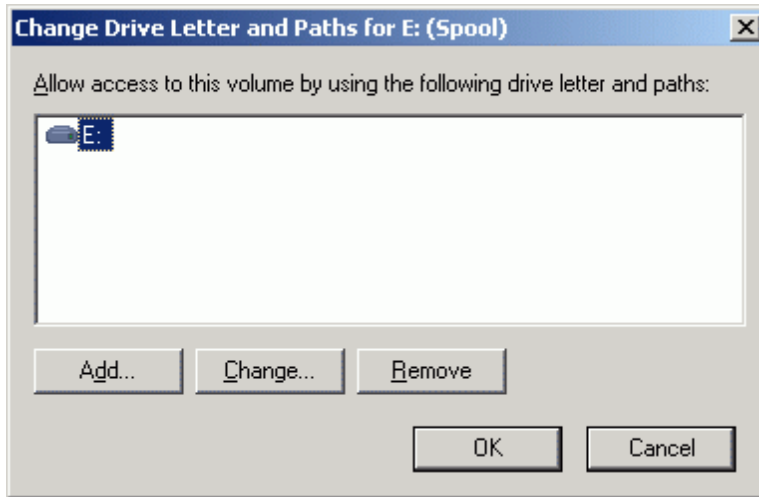 Change Drive Letter and Paths for E: (Spool)
Allow access to this volume by using the following drive letter and paths:
E:
Add... Change... Remove
OK Cancel